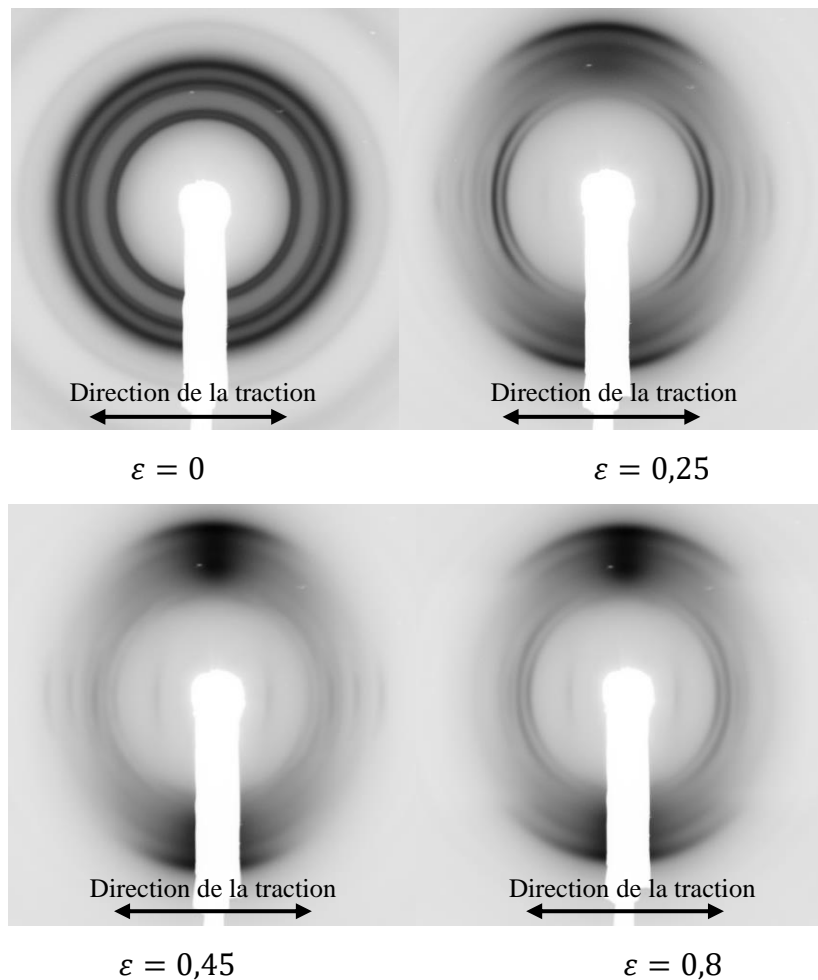 Direction de la traction
Direction de la traction
ε = 0
ε = 0,25
Direction de la traction
Direction de la traction
ε = 0,45
ε = 0,8